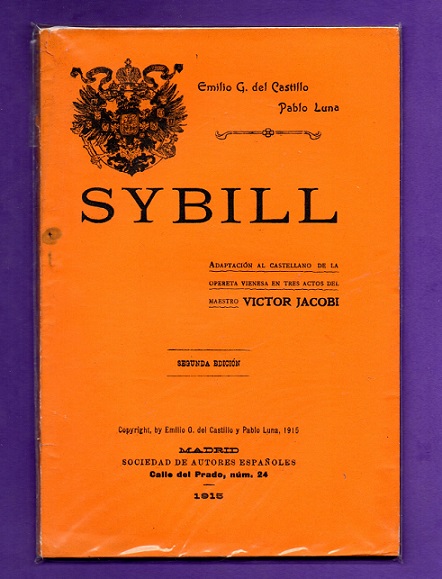 Emilio G. del Castillo
Pablo Luna
SYBILL
ADAPTACIÓN AL CASTELLANO DE LA
OPERETA VIENESA EN TRES ACTOS DEL
MAESTRO VICTOR JACOBI
SEGUNDA EDICIÓN
Copyright, by Emilio G. del Castillo y Pablo Luna, 1915
MADRID
SOCIEDAD DE AUTORES ESPAÑOLES
Calle del Prado, núm. 24
1915